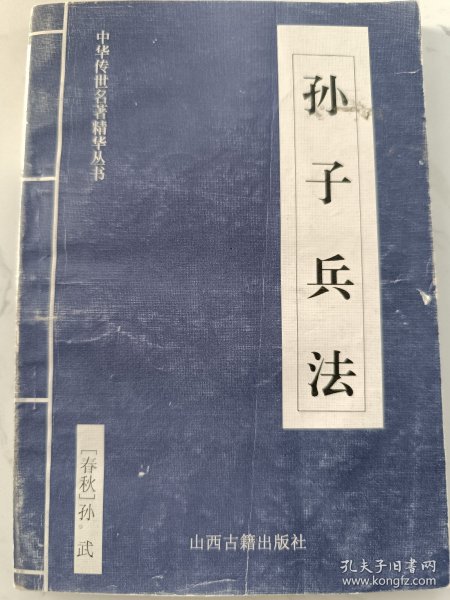 中华传世名著精华丛书
孙子兵法
[春秋]孙。武
山西古籍出版社
孔夫子旧书网
www.kongfz.com